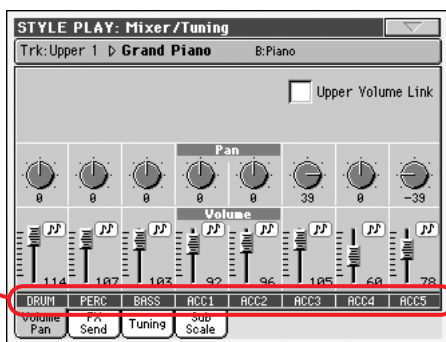 STYLE PLAY: Mixer/Tuning
Trk:Upper 1 ▷ Grand Piano B:Piano
Upper Volume Link
Pan
0 0 0 0 0 39 0 -39
Volume
114 107 103 92 96 105 60 78
DRUM PERC BASS ACC1 ACC2 ACC3 ACC4 ACC5
Volume Pan
FX Send
Tuning
Sub Scale